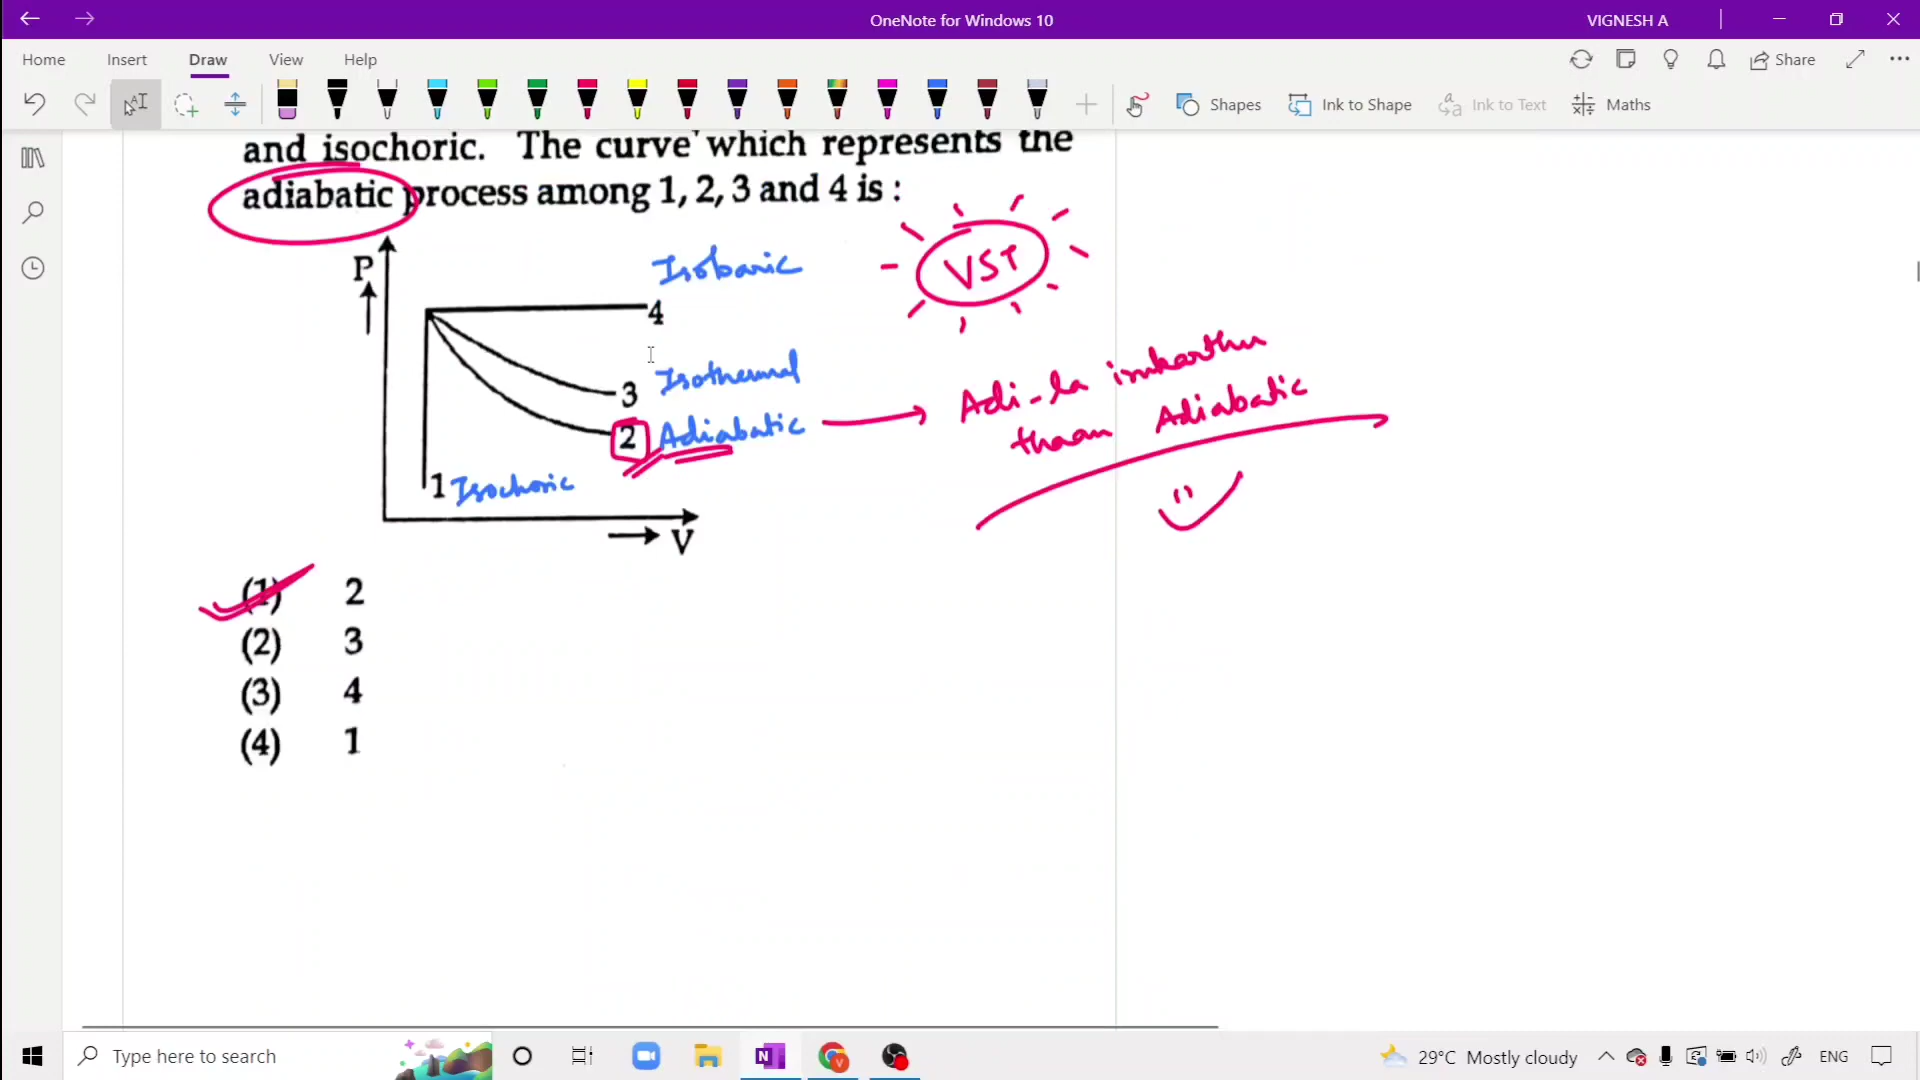 OneNote for Windows 10
VIGNESH A
Home
Insert
Draw
View
Help
Share
Shapes
Ink to Shape
Ink to Text
Maths
and isochoric. The curve which represents the
adiabatic process among 1, 2, 3 and 4 is :
P
Isobaric
4
3 Isothermal
2 Adiabatic
1 Isochoric
V
VST
Adi-la irukarthu
thaan Adiabatic
(1) 2
(2) 3
(3) 4
(4) 1
Type here to search
29°C Mostly cloudy
ENG